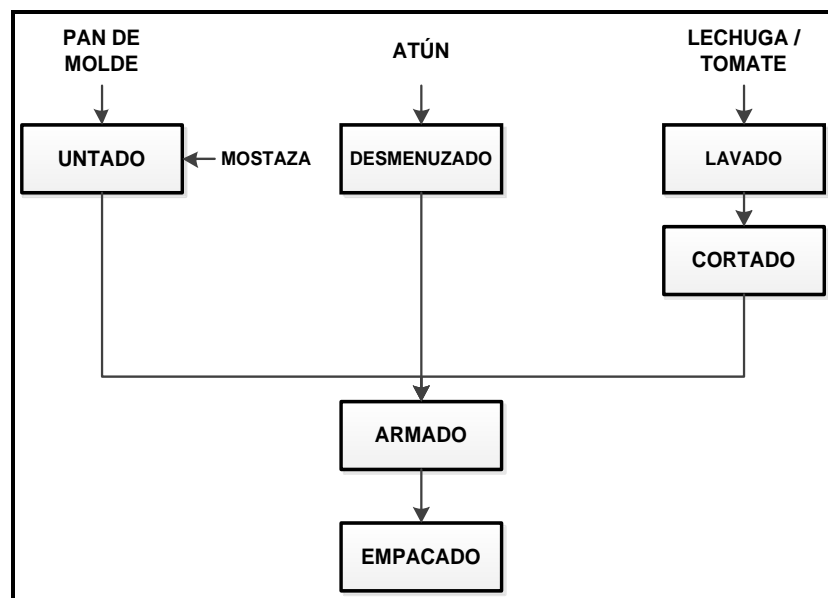 PAN DE
MOLDE
ATÚN
LECHUGA /
TOMATE
UNTADO
MOSTAZA
DESMENUZADO
LAVADO
CORTADO
ARMADO
EMPACADO